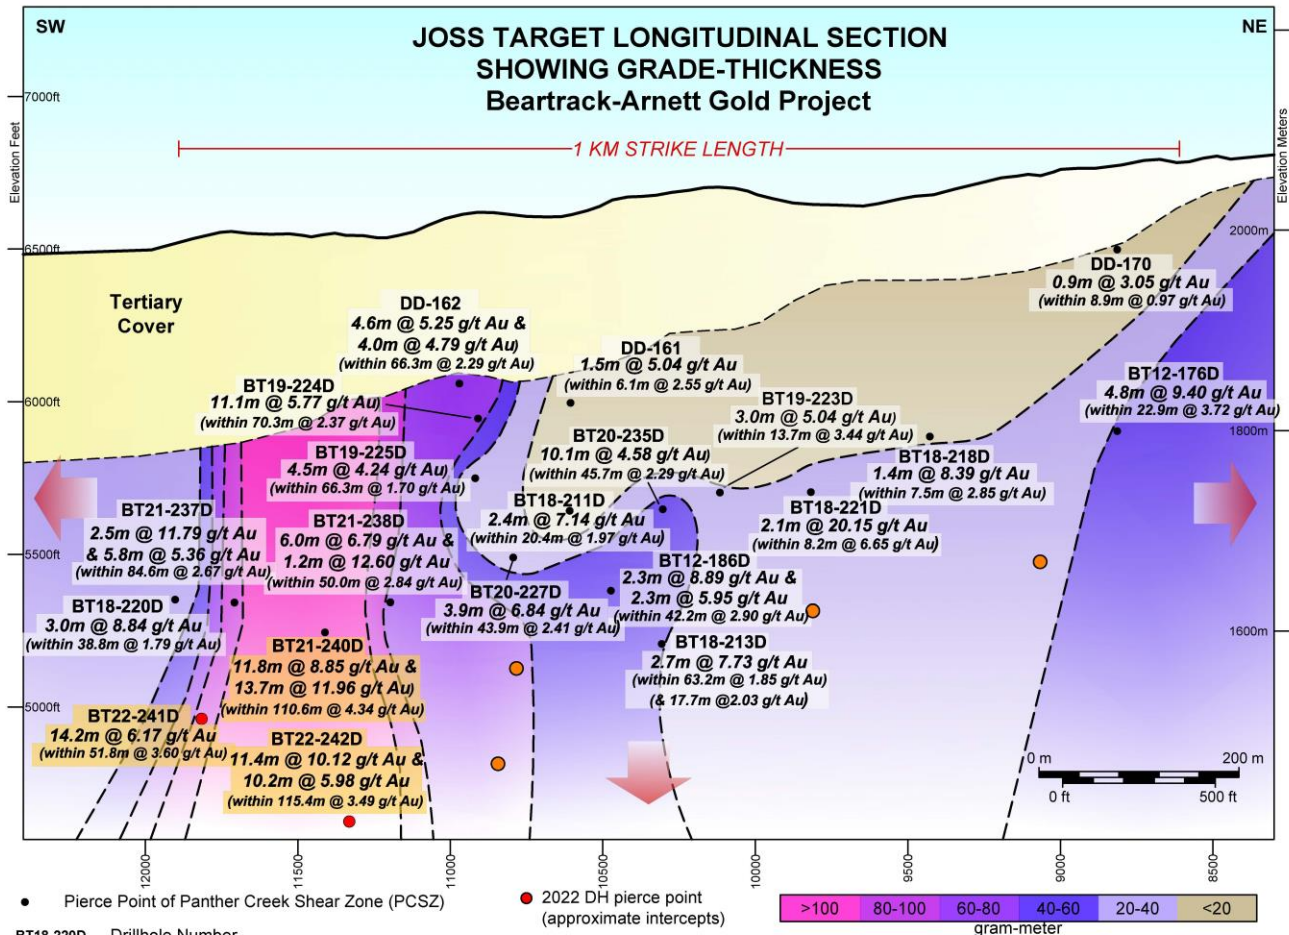 SW
NE
JOSS TARGET LONGITUDINAL SECTION
SHOWING GRADE-THICKNESS
Beartrack-Arnett Gold Project
Elevation Feet
Elevation Meters
7000ft
1 KM STRIKE LENGTH
6500ft
2000m
DD-170
0.9m @ 3.05 g/t Au
(within 8.9m @ 0.97 g/t Au)
Tertiary
Cover
DD-162
4.6m @ 5.25 g/t Au &
4.0m @ 4.79 g/t Au)
(within 66.3m @ 2.29 g/t Au)
DD-161
1.5m @ 5.04 g/t Au
(within 6.1m @ 2.55 g/t Au)
BT12-176D
4.8m @ 9.40 g/t Au
(within 22.9m @ 3.72 g/t Au)
6000ft
1800m
BT19-224D
11.1m @ 5.77 g/t Au)
(within 70.3m @ 2.37 g/t Au)
BT19-223D
3.0m @ 5.04 g/t Au
(within 13.7m @ 3.44 g/t Au)
BT20-235D
10.1m @ 4.58 g/t Au
(within 45.7m @ 2.29 g/t Au)
BT19-225D
4.5m @ 4.24 g/t Au
(within 66.3m @ 1.70 g/t Au)
BT18-218D
1.4m @ 8.39 g/t Au
(within 7.5m @ 2.85 g/t Au)
BT18-211D
2.4m @ 7.14 g/t Au
(within 20.4m @ 1.97 g/t Au)
BT18-221D
2.1m @ 20.15 g/t Au
(within 8.2m @ 6.65 g/t Au)
BT21-237D
2.5m @ 11.79 g/t Au
& 5.8m @ 5.36 g/t Au
(within 84.6m @ 2.67 g/t Au)
BT21-238D
6.0m @ 6.79 g/t Au &
1.2m @ 12.60 g/t Au
(within 50.0m @ 2.84 g/t Au)
5500ft
BT12-186D
2.3m @ 8.89 g/t Au &
2.3m @ 5.95 g/t Au
(within 42.2m @ 2.90 g/t Au)
BT20-227D
3.9m @ 6.84 g/t Au
(within 43.9m @ 2.41 g/t Au)
BT18-220D
3.0m @ 8.84 g/t Au
(within 38.8m @ 1.79 g/t Au)
1600m
BT18-213D
2.7m @ 7.73 g/t Au
(within 63.2m @ 1.85 g/t Au)
(& 17.7m @2.03 g/t Au)
BT21-240D
11.8m @ 8.85 g/t Au &
13.7m @ 11.96 g/t Au
(within 110.6m @ 4.34 g/t Au)
5000ft
BT22-241D
14.2m @ 6.17 g/t Au
(within 51.8m @ 3.60 g/t Au)
BT22-242D
11.4m @ 10.12 g/t Au &
10.2m @ 5.98 g/t Au
(within 115.4m @ 3.49 g/t Au)
0 m 200 m
0 ft 500 ft
12000 11500 11000 10500 10000 9500 9000 8500
Pierce Point of Panther Creek Shear Zone (PCSZ)
2022 DH pierce point
(approximate intercepts)
>100 80-100 60-80 40-60 20-40 <20
gram-meter
BT18-220D Drillhole Number